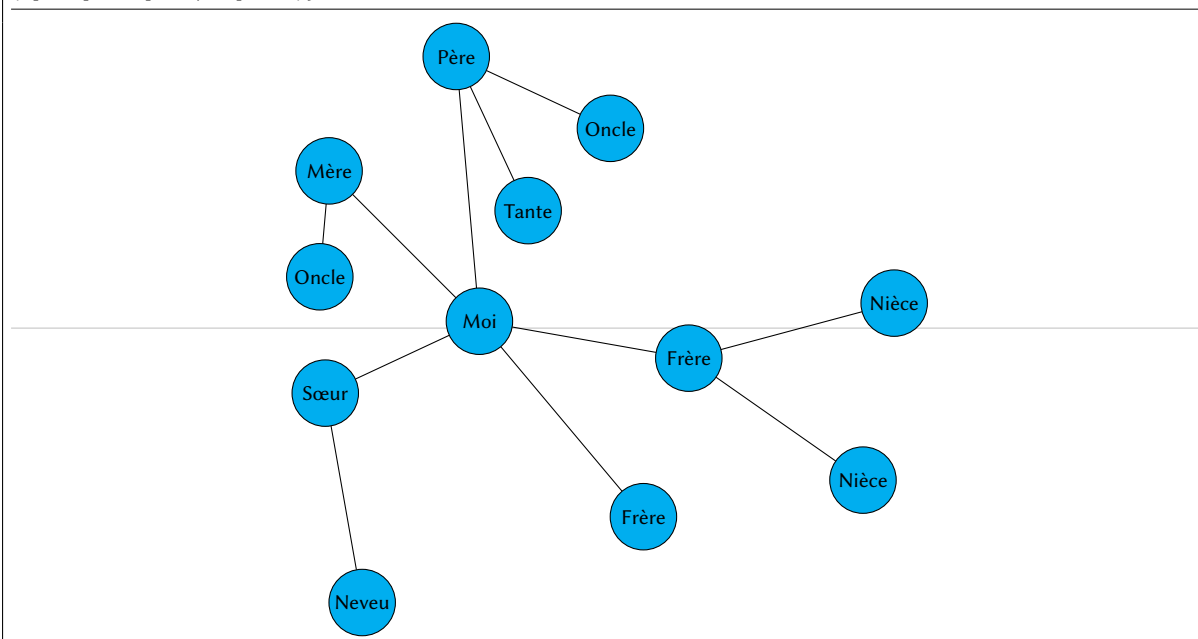 Père
Oncle
Mère
Tante
Oncle
Moi
Nièce
Frère
Sœur
Nièce
Frère
Neveu